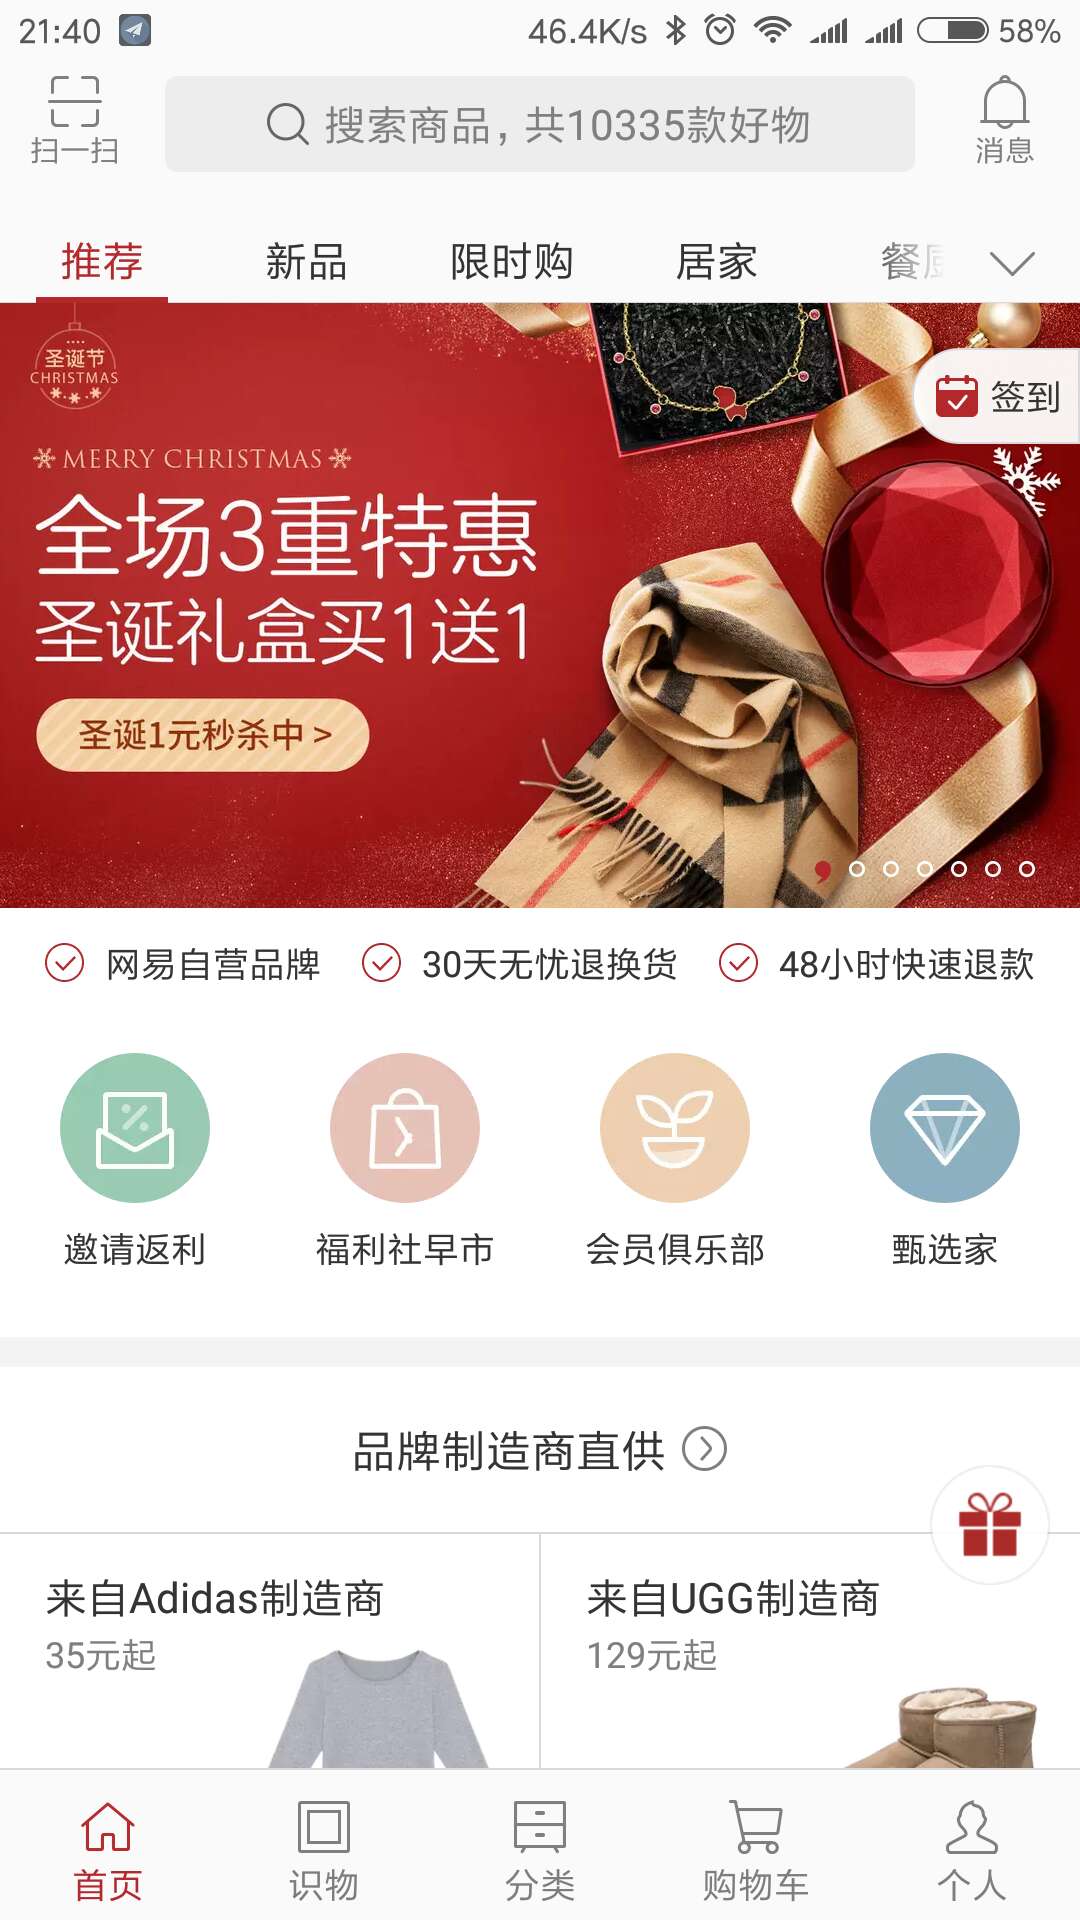 21:40 46.4K/s 58%
扫一扫
搜索商品，共10335款好物
消息
推荐 新品 限时购 居家
圣诞节
CHRISTMAS
签到
MERRY CHRISTMAS
全场3重特惠
圣诞礼盒买1送1
圣诞1元秒杀中 >
网易自营品牌 30天无忧退换货 48小时快速退款
邀请返利 福利社早市 会员俱乐部 甄选家
品牌制造商直供
来自Adidas制造商 来自UGG制造商
35元起 129元起
首页 识物 分类 购物车 个人